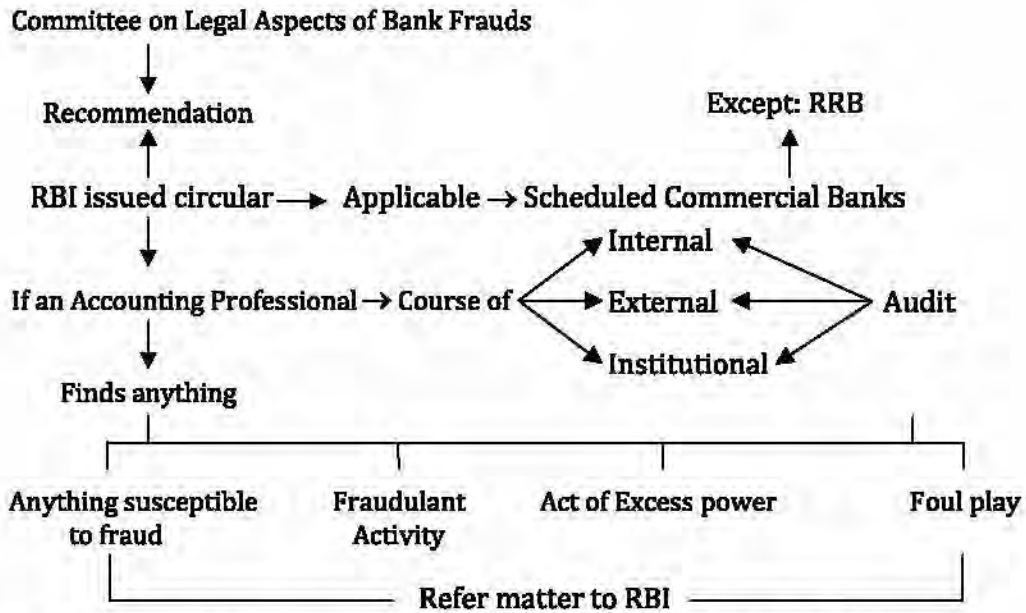 Committee on Legal Aspects of Bank Frauds
Recommendation
Except: RRB
RBI issued circular
Applicable
Scheduled Commercial Banks
Internal
If an Accounting Professional
Course of
External
Audit
Institutional
Finds anything
Anything susceptible
to fraud
Fraudulant
Activity
Act of Excess power
Foul play
Refer matter to RBI